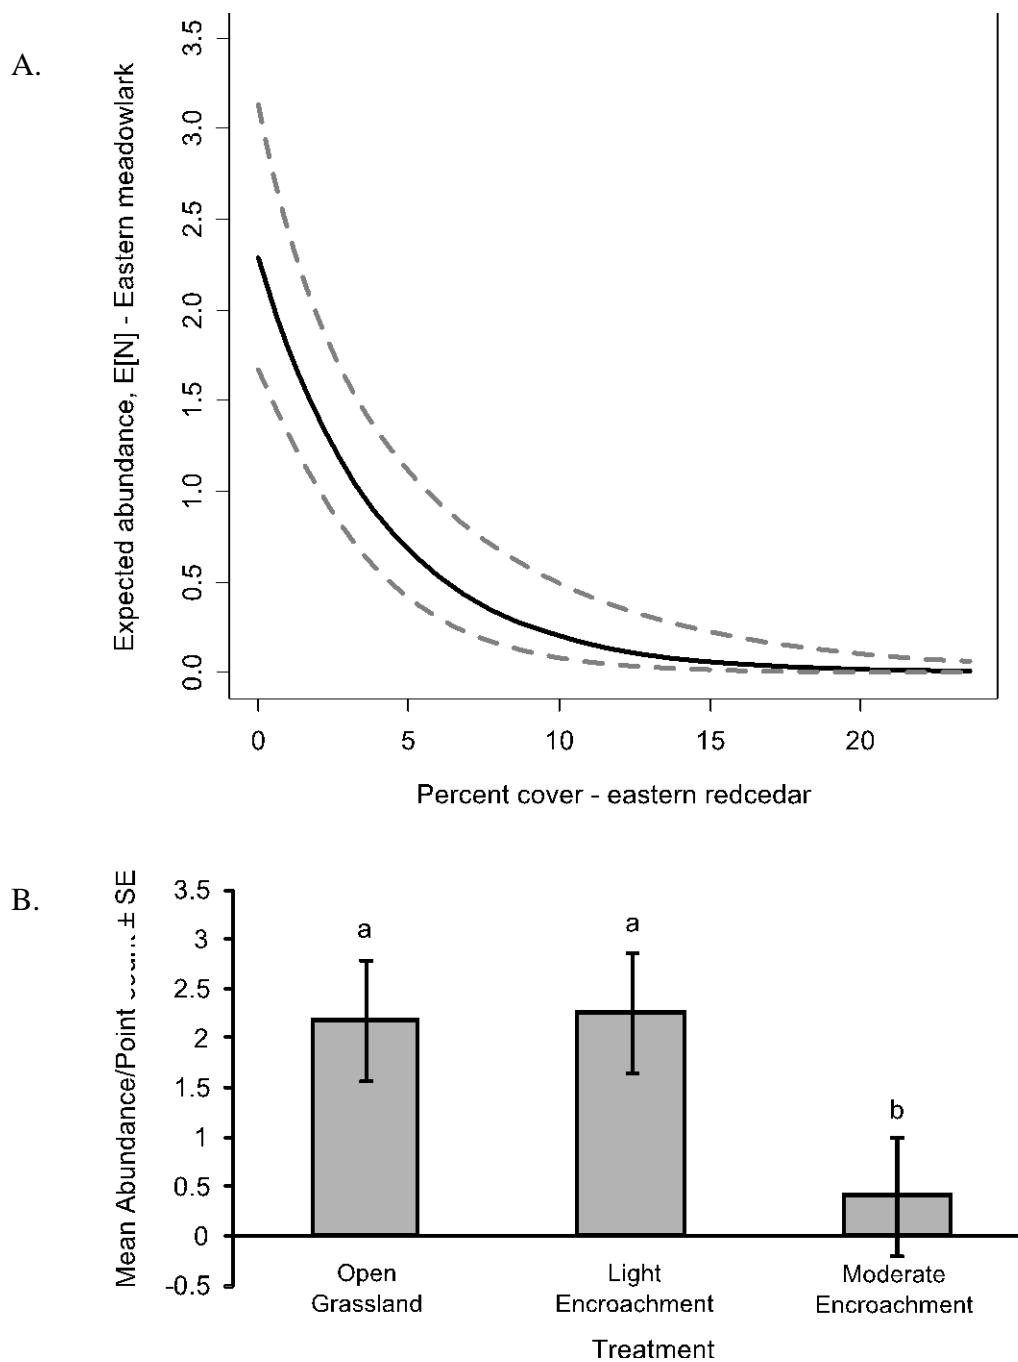 A.
Expected abundance, E[N] - Eastern meadowlark
3.5
3.0
2.5
2.0
1.5
1.0
0.5
0.0
0 5 10 15 20
Percent cover - eastern redcedar
B.
Mean Abundance/Point ± SE
3.5
3
2.5
2
1.5
1
0.5
0
-0.5
a a b
Open Light Moderate
Grassland Encroachment Encroachment
Treatment